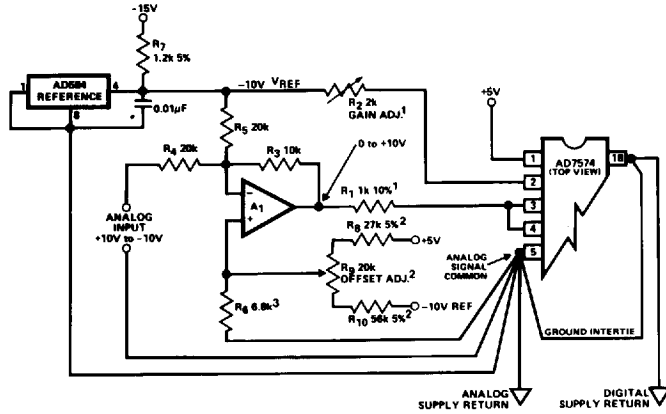 -15V
R7
1.2k 5%
1
AD584
REFERENCE
4
8
0.01µF
-10V VREF
R2 2k
GAIN ADJ.1
+5V
R5 20k
R4 20k
R3 10k
0 to +10V
A1
-
+
R1 1k 10%1
ANALOG
INPUT
+10V to -10V
R8 27k 5%2
+5V
R9 20k
OFFSET ADJ.2
R10 56k 5%2
-10V REF
R6 6.8k3
1
2
3
4
5
18
AD7574
(TOP VIEW)
ANALOG
SIGNAL
COMMON
GROUND INTERTIE
ANALOG
SUPPLY RETURN
DIGITAL
SUPPLY RETURN